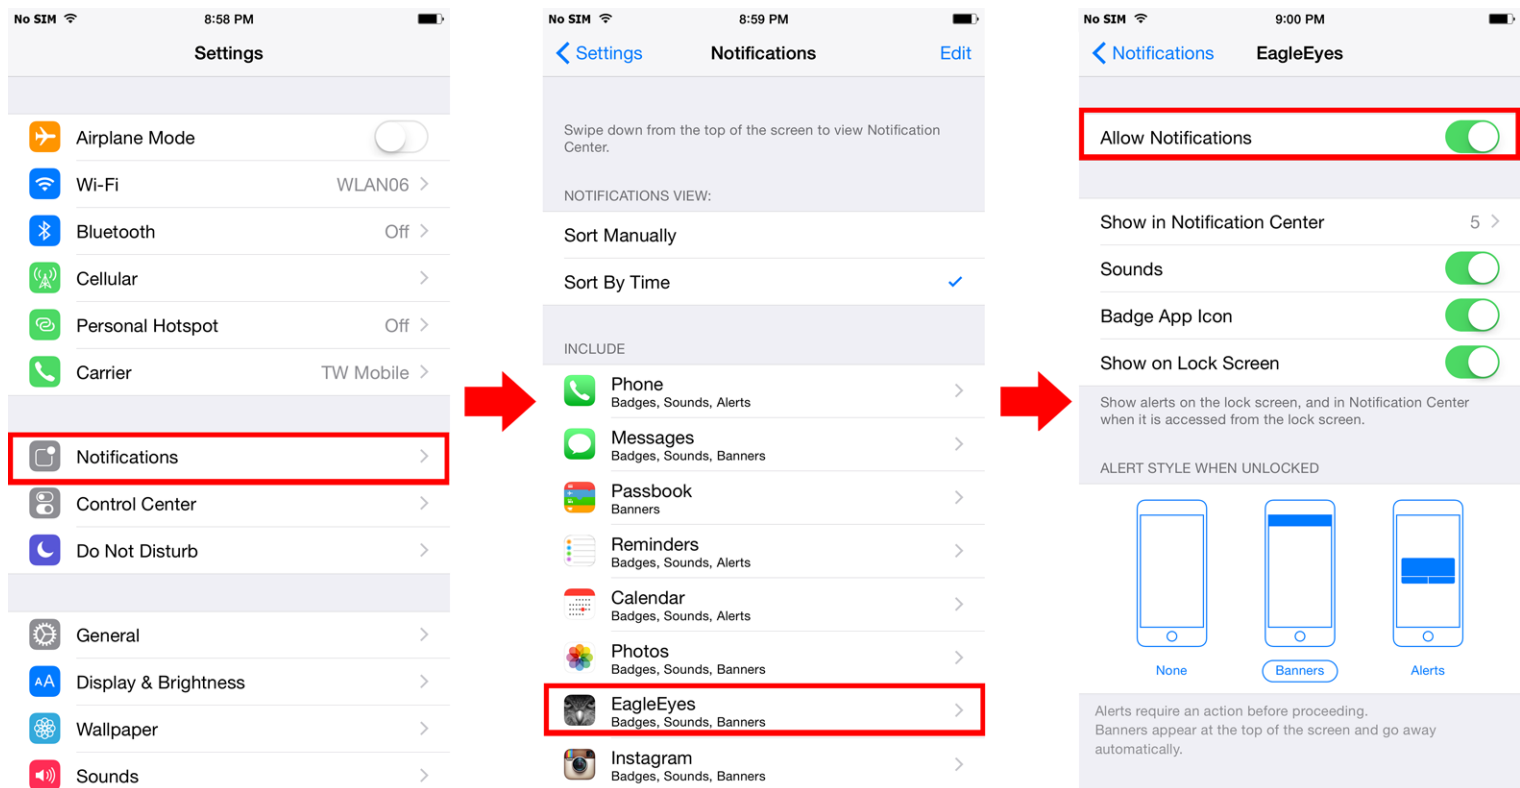 No SIM 8:58 PM
Settings
Airplane Mode
Wi-Fi WLAN06
Bluetooth Off
Cellular
Personal Hotspot Off
Carrier TW Mobile
Notifications
Control Center
Do Not Disturb
General
AA Display & Brightness
Wallpaper
Sounds
No SIM 8:59 PM
Settings Notifications Edit
Swipe down from the top of the screen to view Notification
Center.
NOTIFICATIONS VIEW:
Sort Manually
Sort By Time
INCLUDE
Phone
Badges, Sounds, Alerts
Messages
Badges, Sounds, Banners
Passbook
Banners
Reminders
Badges, Sounds, Alerts
Calendar
Badges, Sounds, Alerts
Photos
Badges, Sounds, Banners
EagleEyes
Badges, Sounds, Banners
Instagram
Badges, Sounds, Banners
No SIM 9:00 PM
Notifications EagleEyes
Allow Notifications
Show in Notification Center 5
Sounds
Badge App Icon
Show on Lock Screen
Show alerts on the lock screen, and in Notification Center
when it is accessed from the lock screen.
ALERT STYLE WHEN UNLOCKED
None Banners Alerts
Alerts require an action before proceeding.
Banners appear at the top of the screen and go away
automatically.